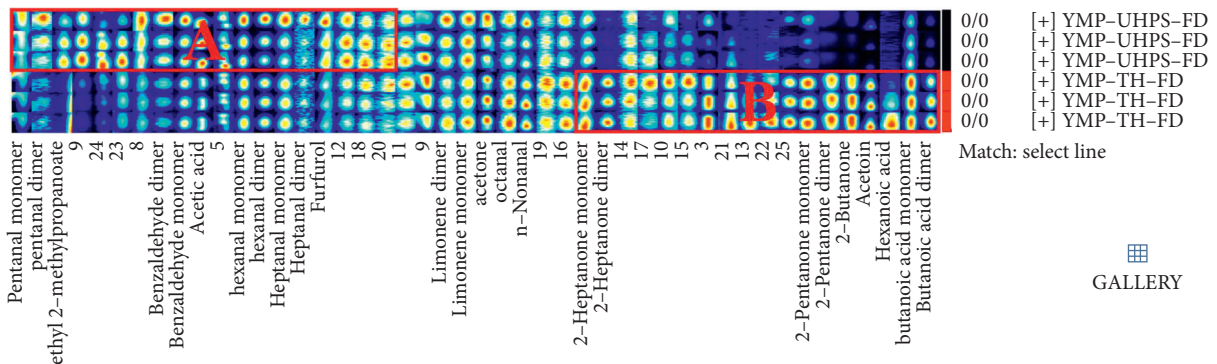 A
B
0/0 [+] YMP-UHPS-FD
0/0 [+] YMP-UHPS-FD
0/0 [+] YMP-UHPS-FD
0/0 [+] YMP-TH-FD
0/0 [+] YMP-TH-FD
0/0 [+] YMP-TH-FD
Match: select line
Pentanal monomer
pentanal dimer
ethyl 2-methylpropanoate
9
24
23
8
Benzaldehyde dimer
Benzaldehyde monomer
Acetic acid
5
hexanal monomer
hexanal dimer
Heptanal monomer
Heptanal dimer
Furfurol
12
18
20
11
9
Limonene dimer
Limonene monomer
acetone
octanal
n-Nonanal
19
16
2-Heptanone monomer
2-Heptanone dimer
14
17
10
15
3
21
13
22
25
2-Pentanone monomer
2-Pentanone dimer
2-Butanone
Acetoin
Hexanoic acid
butanoic acid monomer
Butanoic acid dimer
GALLERY